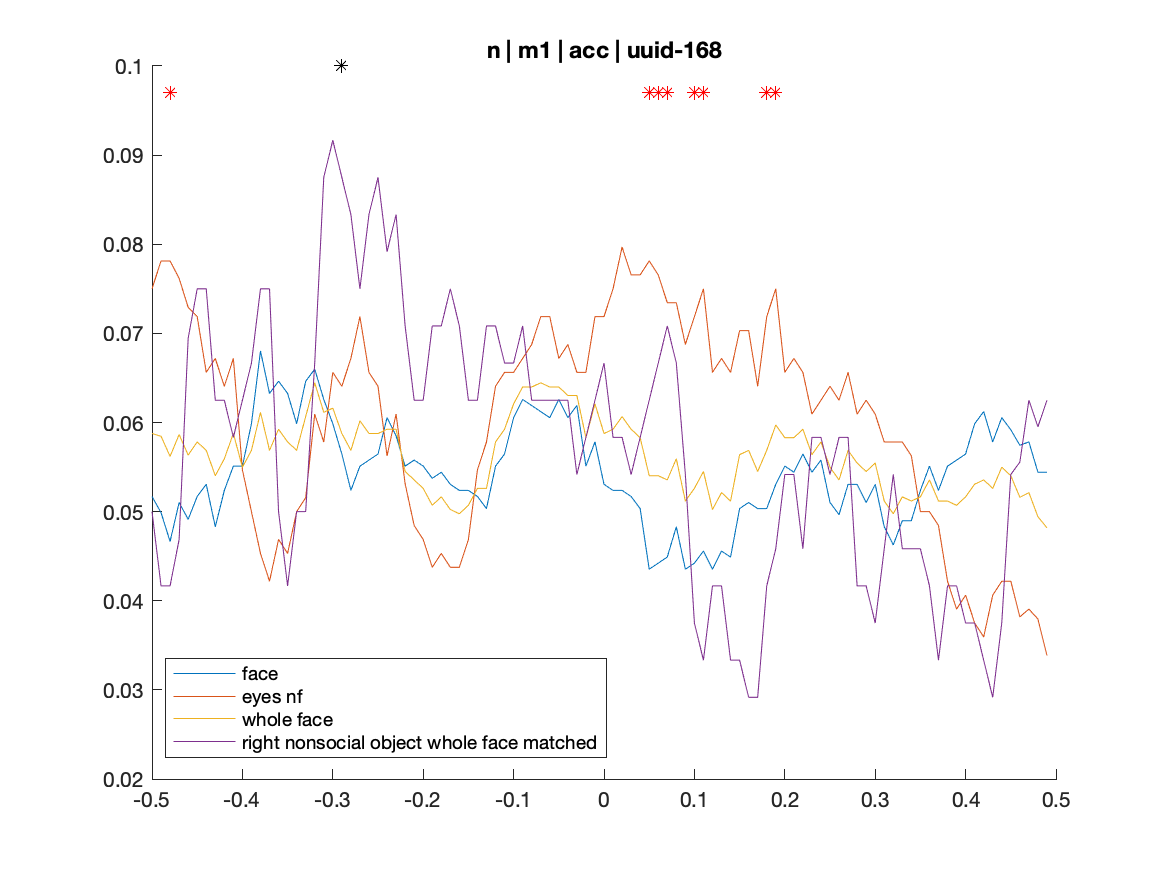 n | m1 | acc | uuid-168
0.1
0.09
0.08
0.07
0.06
0.05
0.04
0.03
0.02
face
eyes nf
whole face
right nonsocial object whole face matched
-0.5 -0.4 -0.3 -0.2 -0.1 0 0.1 0.2 0.3 0.4 0.5